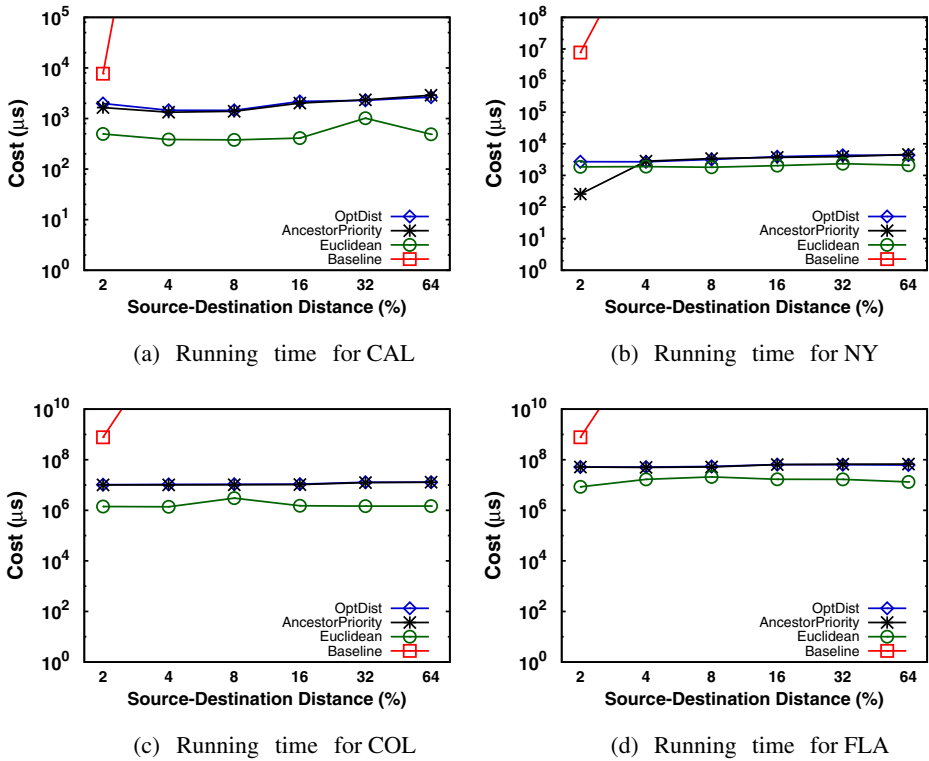 10^5
10^4
10^3
10^2
10^1
10^0
Cost (μs)
OptDist
AncestorPriority
Euclidean
Baseline
2 4 8 16 32 64
Source-Destination Distance (%)
(a) Running time for CAL
10^8
10^7
10^6
10^5
10^4
10^3
10^2
10^1
10^0
Cost (μs)
OptDist
AncestorPriority
Euclidean
Baseline
2 4 8 16 32 64
Source-Destination Distance (%)
(b) Running time for NY
10^10
10^8
10^6
10^4
10^2
10^0
Cost (μs)
OptDist
AncestorPriority
Euclidean
Baseline
2 4 8 16 32 64
Source-Destination Distance (%)
(c) Running time for COL
10^10
10^8
10^6
10^4
10^2
10^0
Cost (μs)
OptDist
AncestorPriority
Euclidean
Baseline
2 4 8 16 32 64
Source-Destination Distance (%)
(d) Running time for FLA